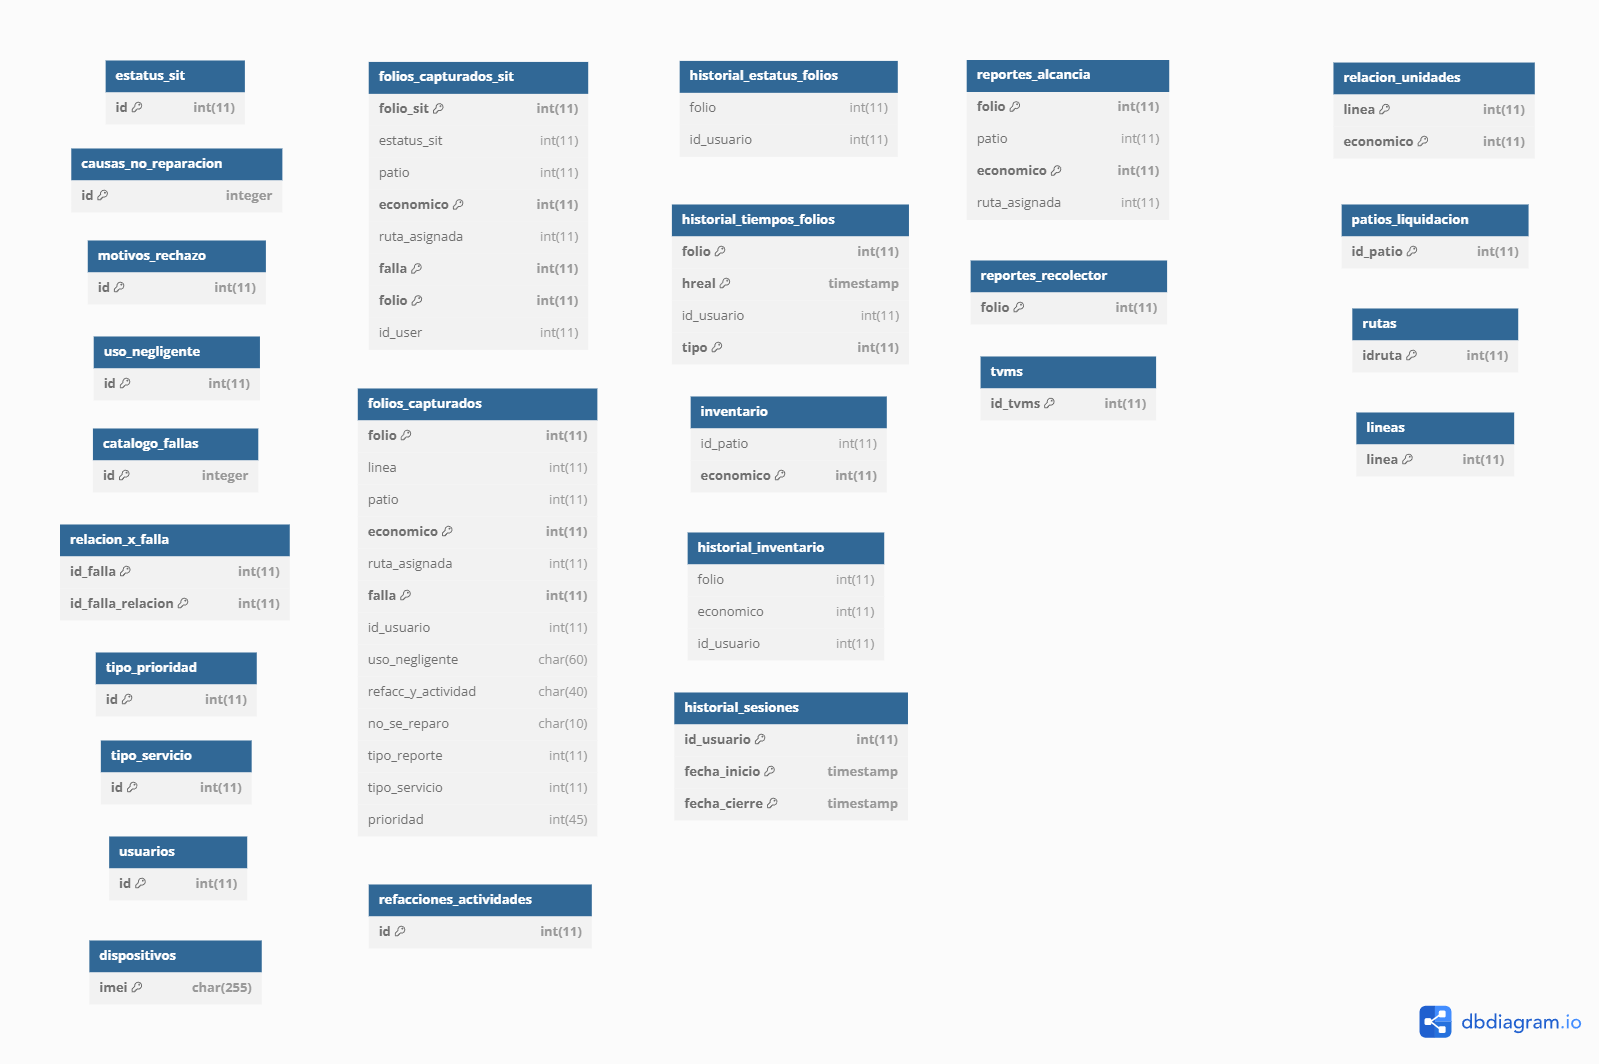 estatus_sit
id int(11)
causas_no_reparacion
id integer
motivos_rechazo
id int(11)
uso_negligente
id int(11)
catalogo_fallas
id integer
relacion_x_falla
id_falla int(11)
id_falla_relacion int(11)
tipo_prioridad
id int(11)
tipo_servicio
id int(11)
usuarios
id int(11)
dispositivos
imei char(255)
folios_capturados_sit
folio_sit int(11)
estatus_sit int(11)
patio int(11)
economico int(11)
ruta_asignada int(11)
falla int(11)
folio int(11)
id_user int(11)
folios_capturados
folio int(11)
linea int(11)
patio int(11)
economico int(11)
ruta_asignada int(11)
falla int(11)
id_usuario int(11)
uso_negligente char(60)
refacc_y_actividad char(40)
no_se_reparo char(10)
tipo_reporte int(11)
tipo_servicio int(11)
prioridad int(45)
refacciones_actividades
id int(11)
historial_estatus_folios
folio int(11)
id_usuario int(11)
historial_tiempos_folios
folio int(11)
hreal timestamp
id_usuario int(11)
tipo int(11)
inventario
id_patio int(11)
economico int(11)
historial_inventario
folio int(11)
economico int(11)
id_usuario int(11)
historial_sesiones
id_usuario int(11)
fecha_inicio timestamp
fecha_cierre timestamp
reportes_alcancia
folio int(11)
patio int(11)
economico int(11)
ruta_asignada int(11)
reportes_recolector
folio int(11)
tvms
id_tvms int(11)
relacion_unidades
linea int(11)
economico int(11)
patios_liquidacion
id_patio int(11)
rutas
idruta int(11)
lineas
linea int(11)
dbdiagram.io